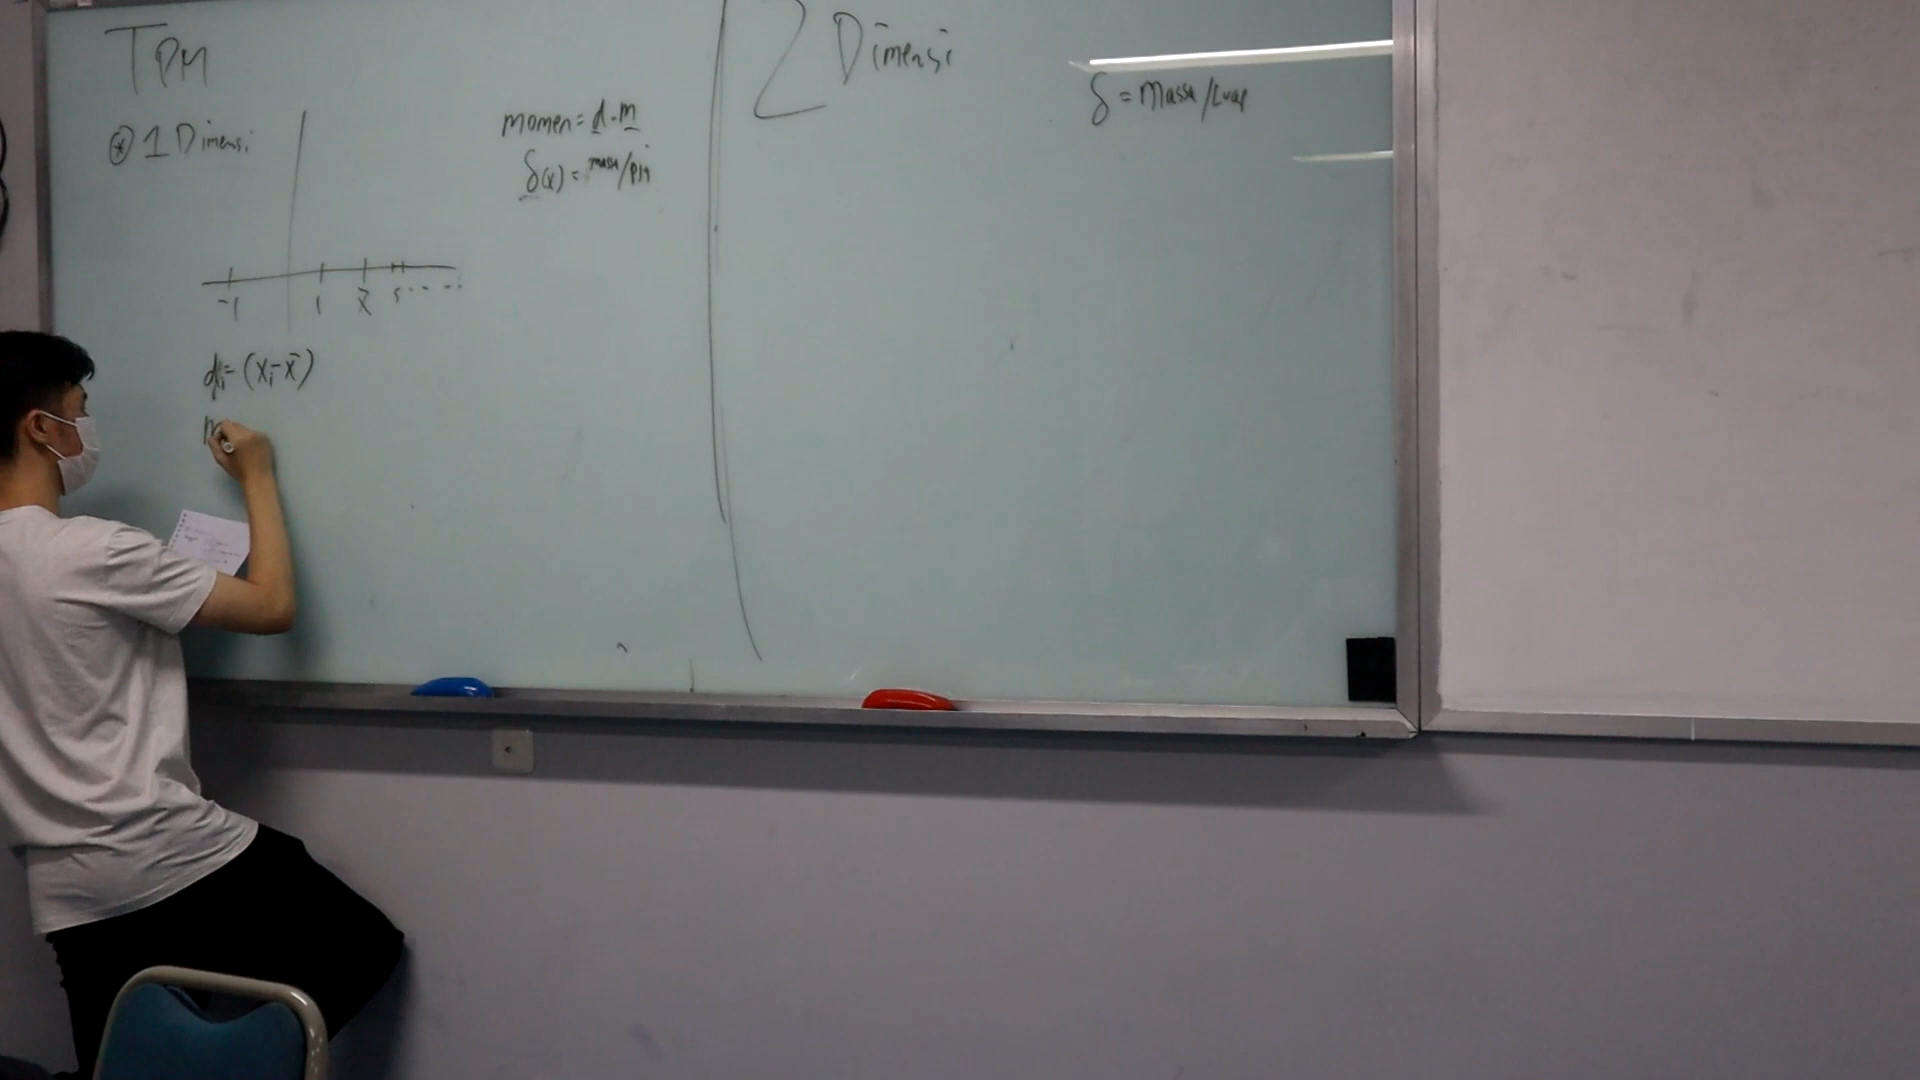 TPM
⊛ 1 Dimensi
momen = d . m
δ(x) = massa/pjg
-1 1 x̄ 5 ... ...
di = (xi - x̄)
m
2 Dimensi
δ = massa/Luas